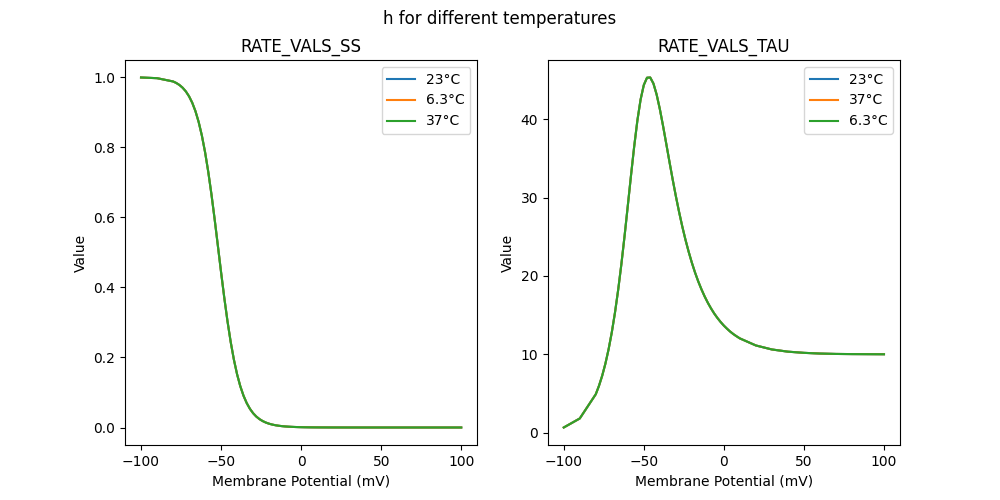 h for different temperatures
RATE_VALS_SS
1.0
0.8
0.6
0.4
0.2
0.0
Value
−100
−50
0
50
100
Membrane Potential (mV)
23°C
6.3°C
37°C
RATE_VALS_TAU
40
30
20
10
0
Value
−100
−50
0
50
100
Membrane Potential (mV)
23°C
37°C
6.3°C